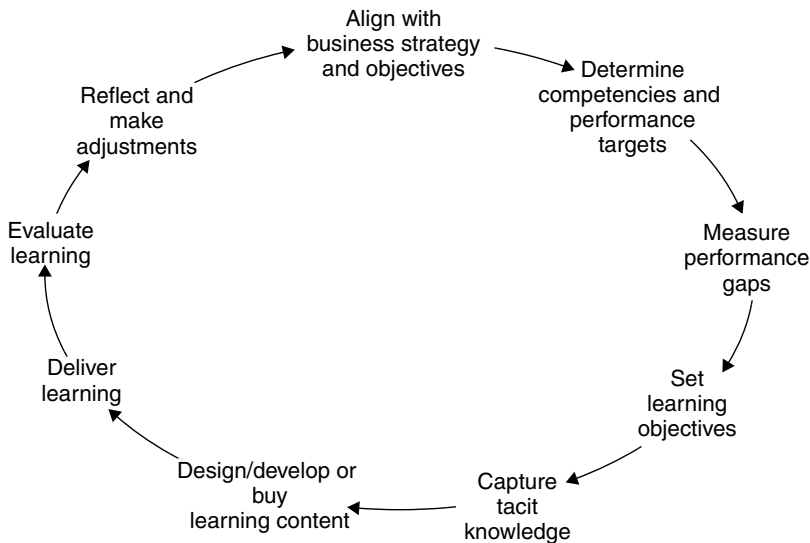 Align with
business strategy
and objectives
Determine
competencies and
performance
targets
Measure
performance
gaps
Set
learning
objectives
Capture
tacit
knowledge
Design/develop or
buy
learning content
Deliver
learning
Evaluate
learning
Reflect and
make
adjustments